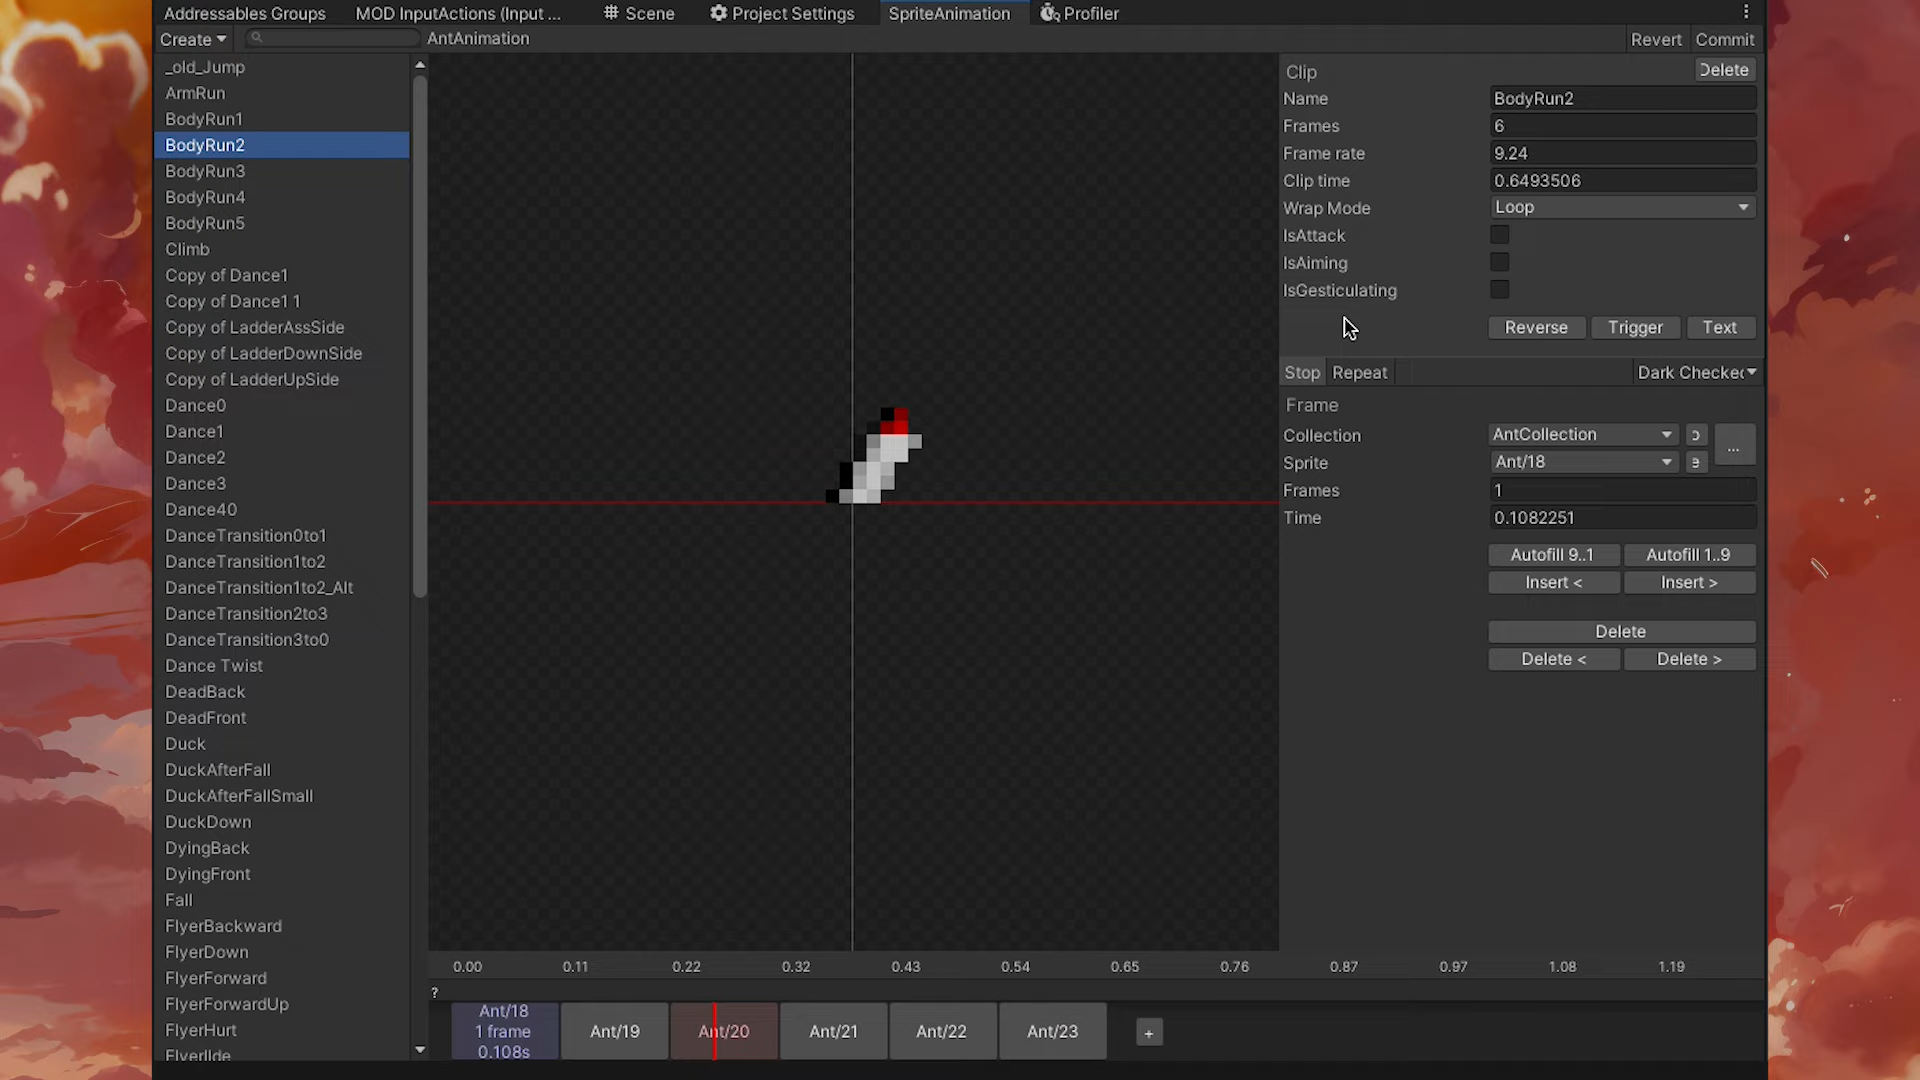 Addressables Groups
MOD InputActions (Input ...
Scene
Project Settings
SpriteAnimation
Profiler
Create
AntAnimation
Revert
Commit
_old_Jump
ArmRun
BodyRun1
BodyRun2
BodyRun3
BodyRun4
BodyRun5
Climb
Copy of Dance1
Copy of Dance1 1
Copy of LadderAssSide
Copy of LadderDownSide
Copy of LadderUpSide
Dance0
Dance1
Dance2
Dance3
Dance40
DanceTransition0to1
DanceTransition1to2
DanceTransition1to2_Alt
DanceTransition2to3
DanceTransition3to0
Dance Twist
DeadBack
DeadFront
Duck
DuckAfterFall
DuckAfterFallSmall
DuckDown
DyingBack
DyingFront
Fall
FlyerBackward
FlyerDown
FlyerForward
FlyerForwardUp
FlyerHurt
FlyerIdle
Clip
Delete
Name BodyRun2
Frames 6
Frame rate 9.24
Clip time 0.6493506
Wrap Mode Loop
IsAttack
IsAiming
IsGesticulating
Reverse Trigger Text
Stop Repeat Dark Checker
Frame
Collection AntCollection
...
Sprite Ant/18
Frames 1
Time 0.1082251
Autofill 9..1 Autofill 1..9
Insert < Insert >
Delete
Delete < Delete >
0.00 0.11 0.22 0.32 0.43 0.54 0.65 0.76 0.87 0.97 1.08 1.19
?
Ant/18
1 frame
0.108s
Ant/19
Ant/20
Ant/21
Ant/22
Ant/23
+